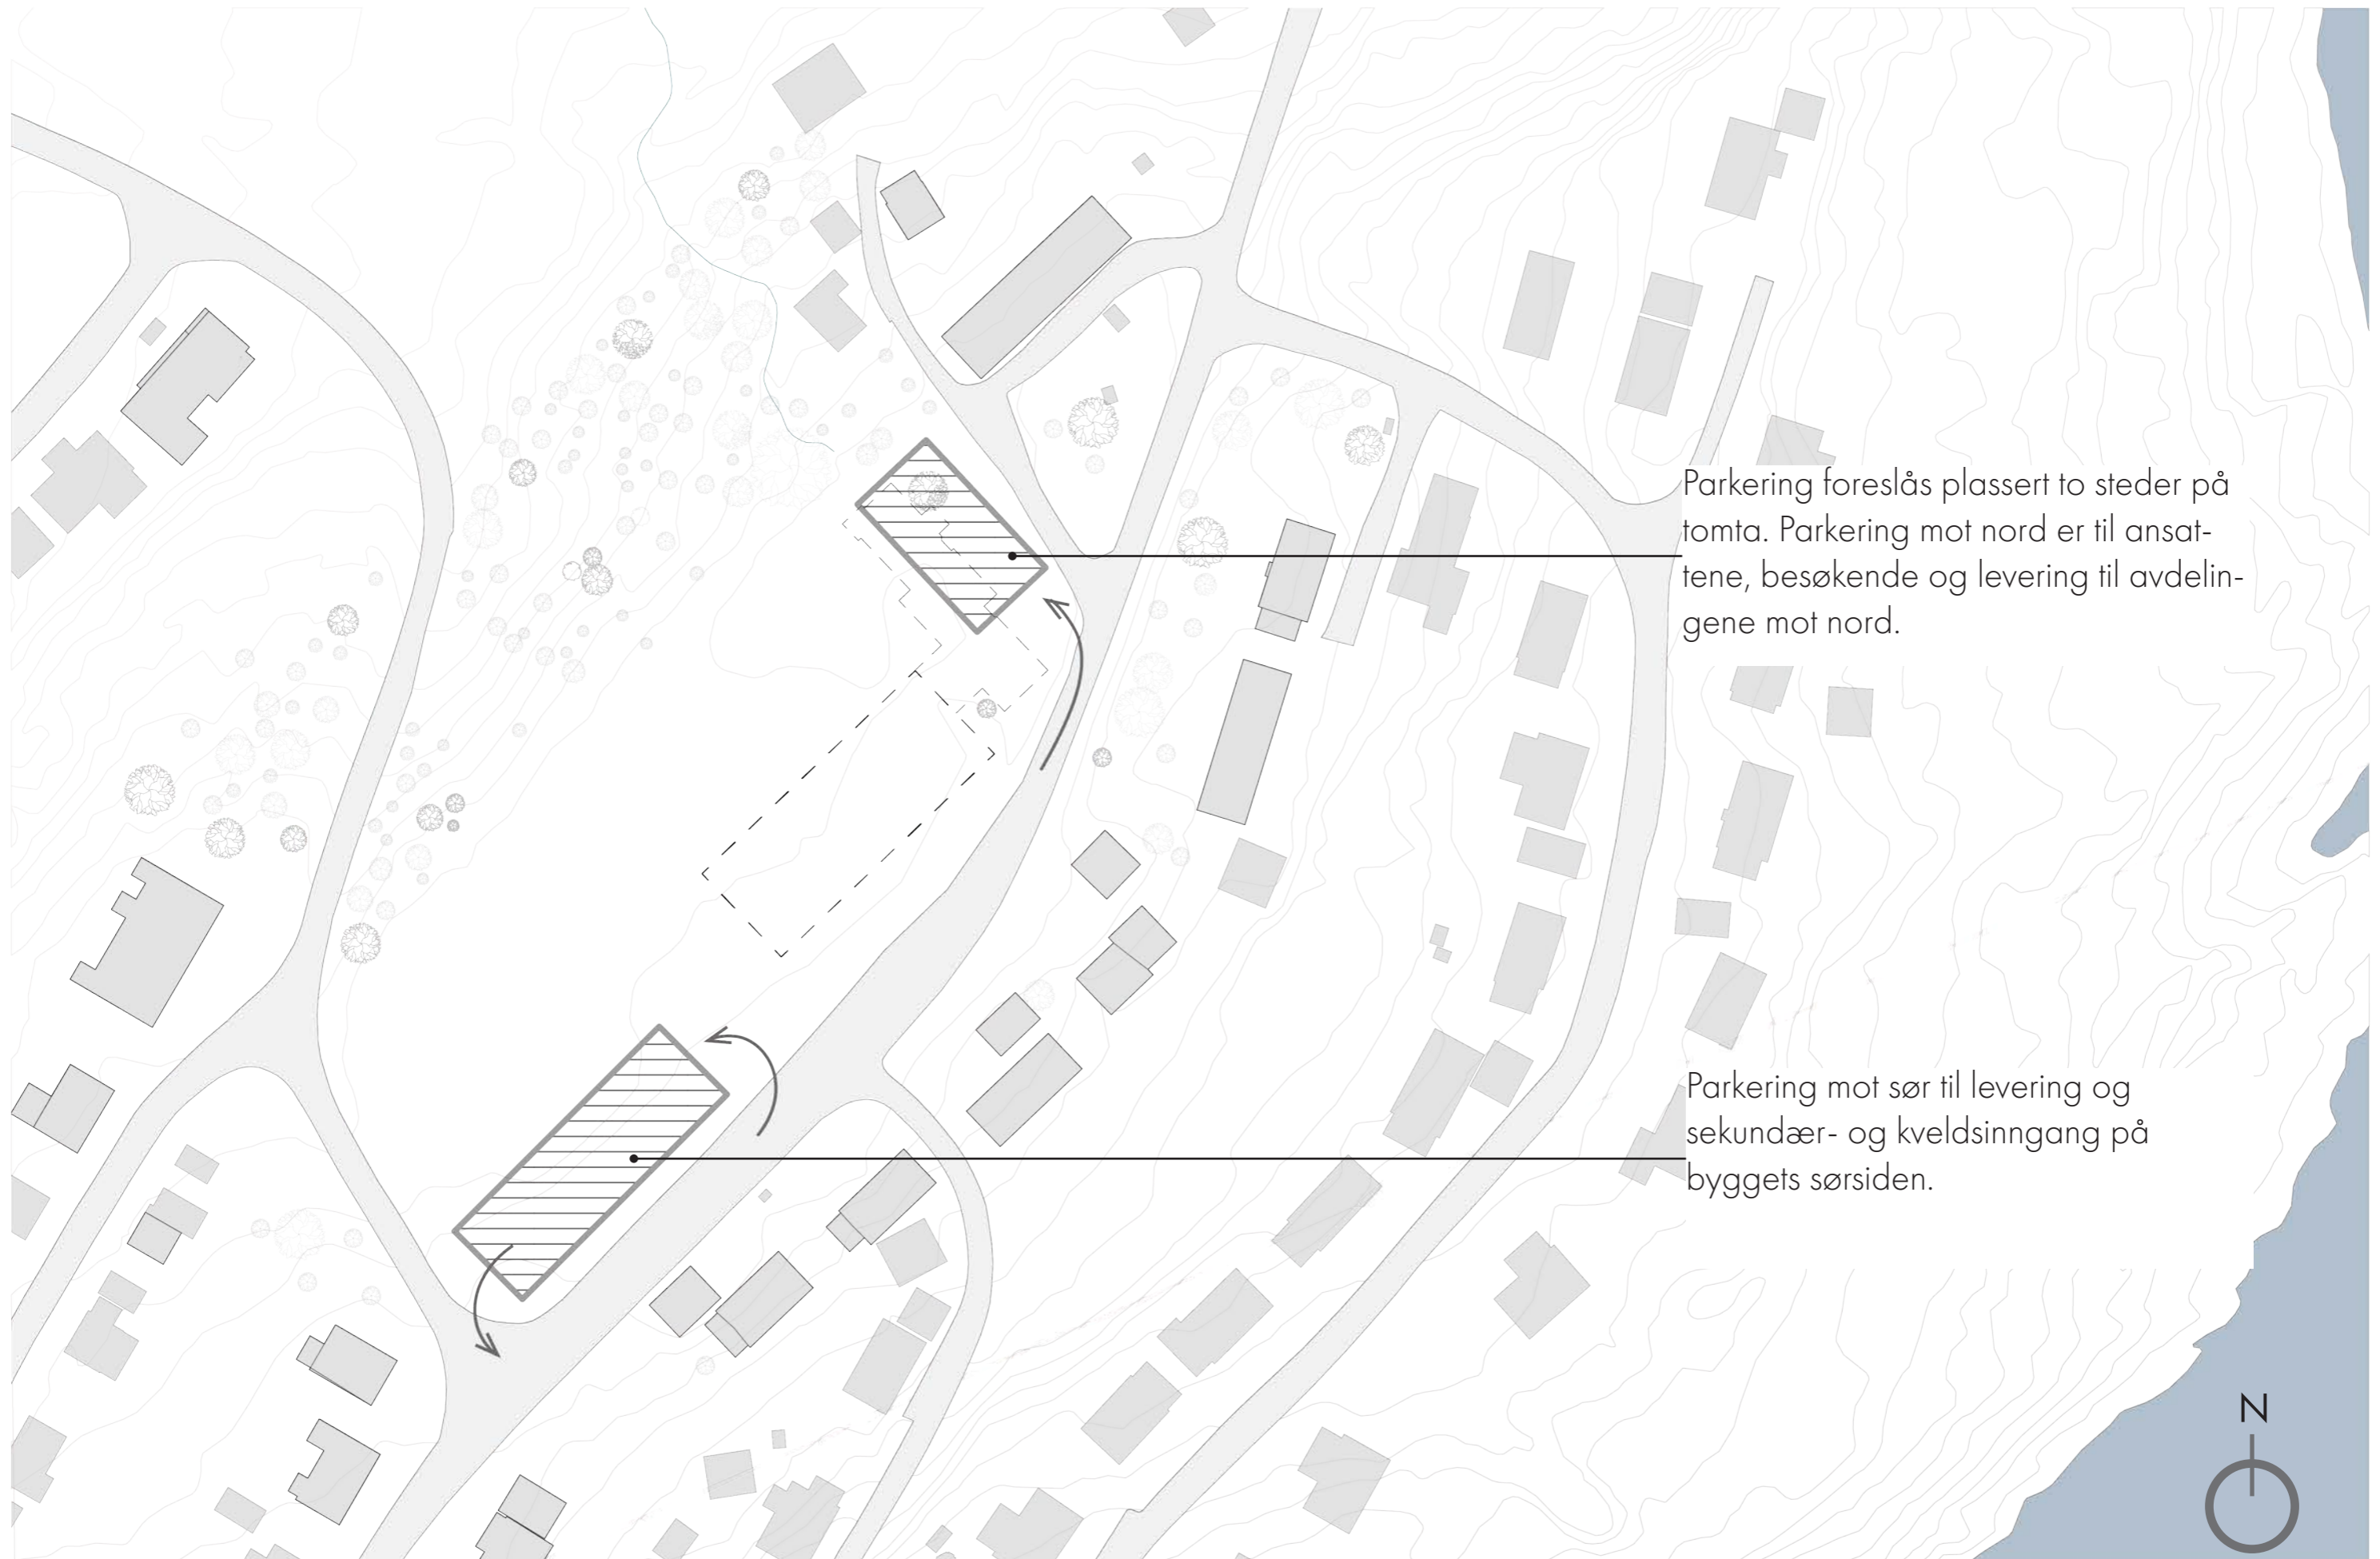 Parkering foreslås plassert to steder på
tomta. Parkering mot nord er til ansat-
tene, besøkende og levering til avdelin-
gene mot nord.
Parkering mot sør til levering og
sekundær- og kveldsinngang på
byggets sørsiden.
N